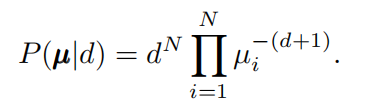 P(μ|d) = d^N ∏_{i=1}^{N} μ_i^{-(d+1)}.